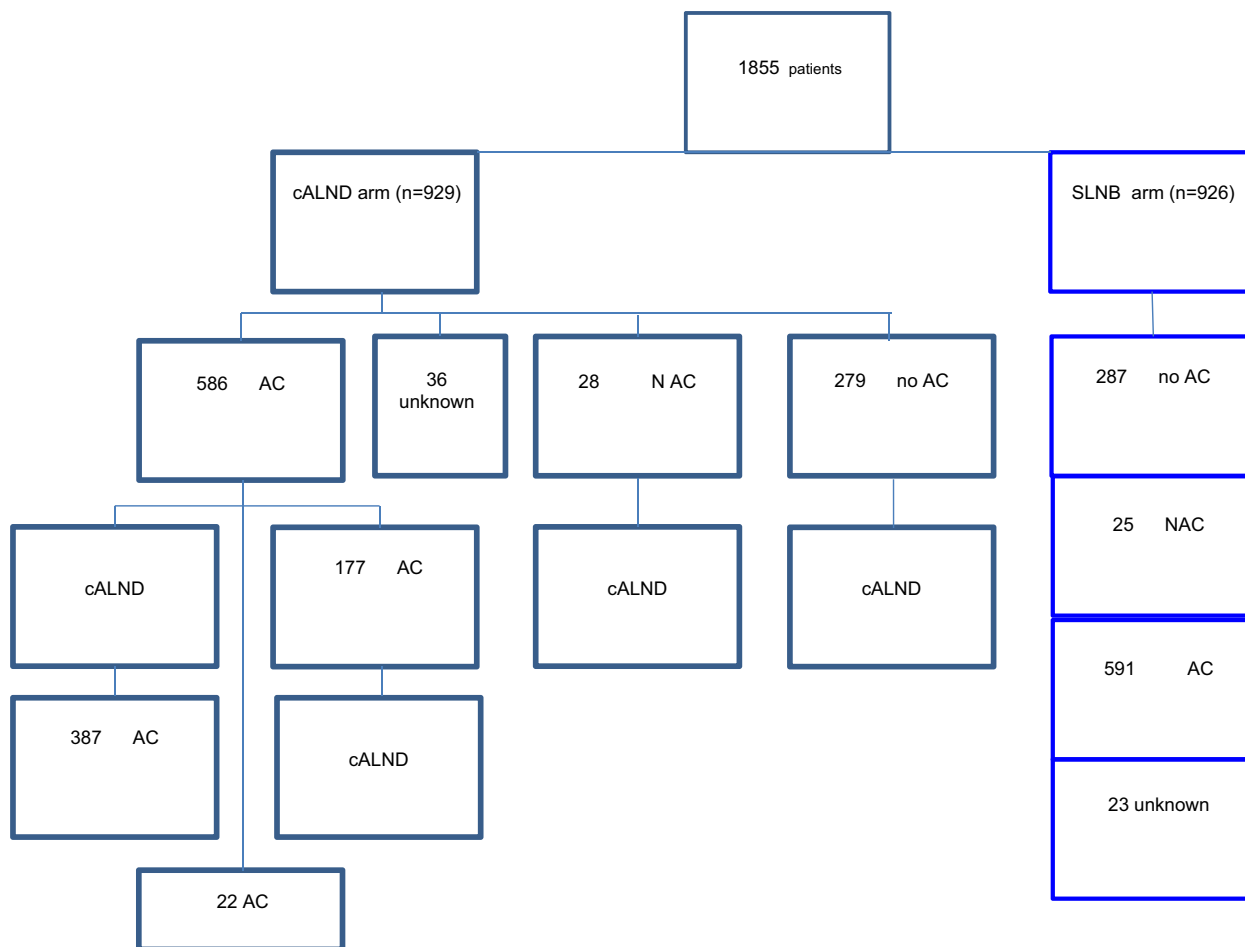 1855 patients
cALND arm (n=929)
SLNB arm (n=926)
586 AC
36
unknown
28 N AC
279 no AC
287 no AC
cALND
177 AC
cALND
cALND
25 NAC
387 AC
cALND
591 AC
23 unknown
22 AC